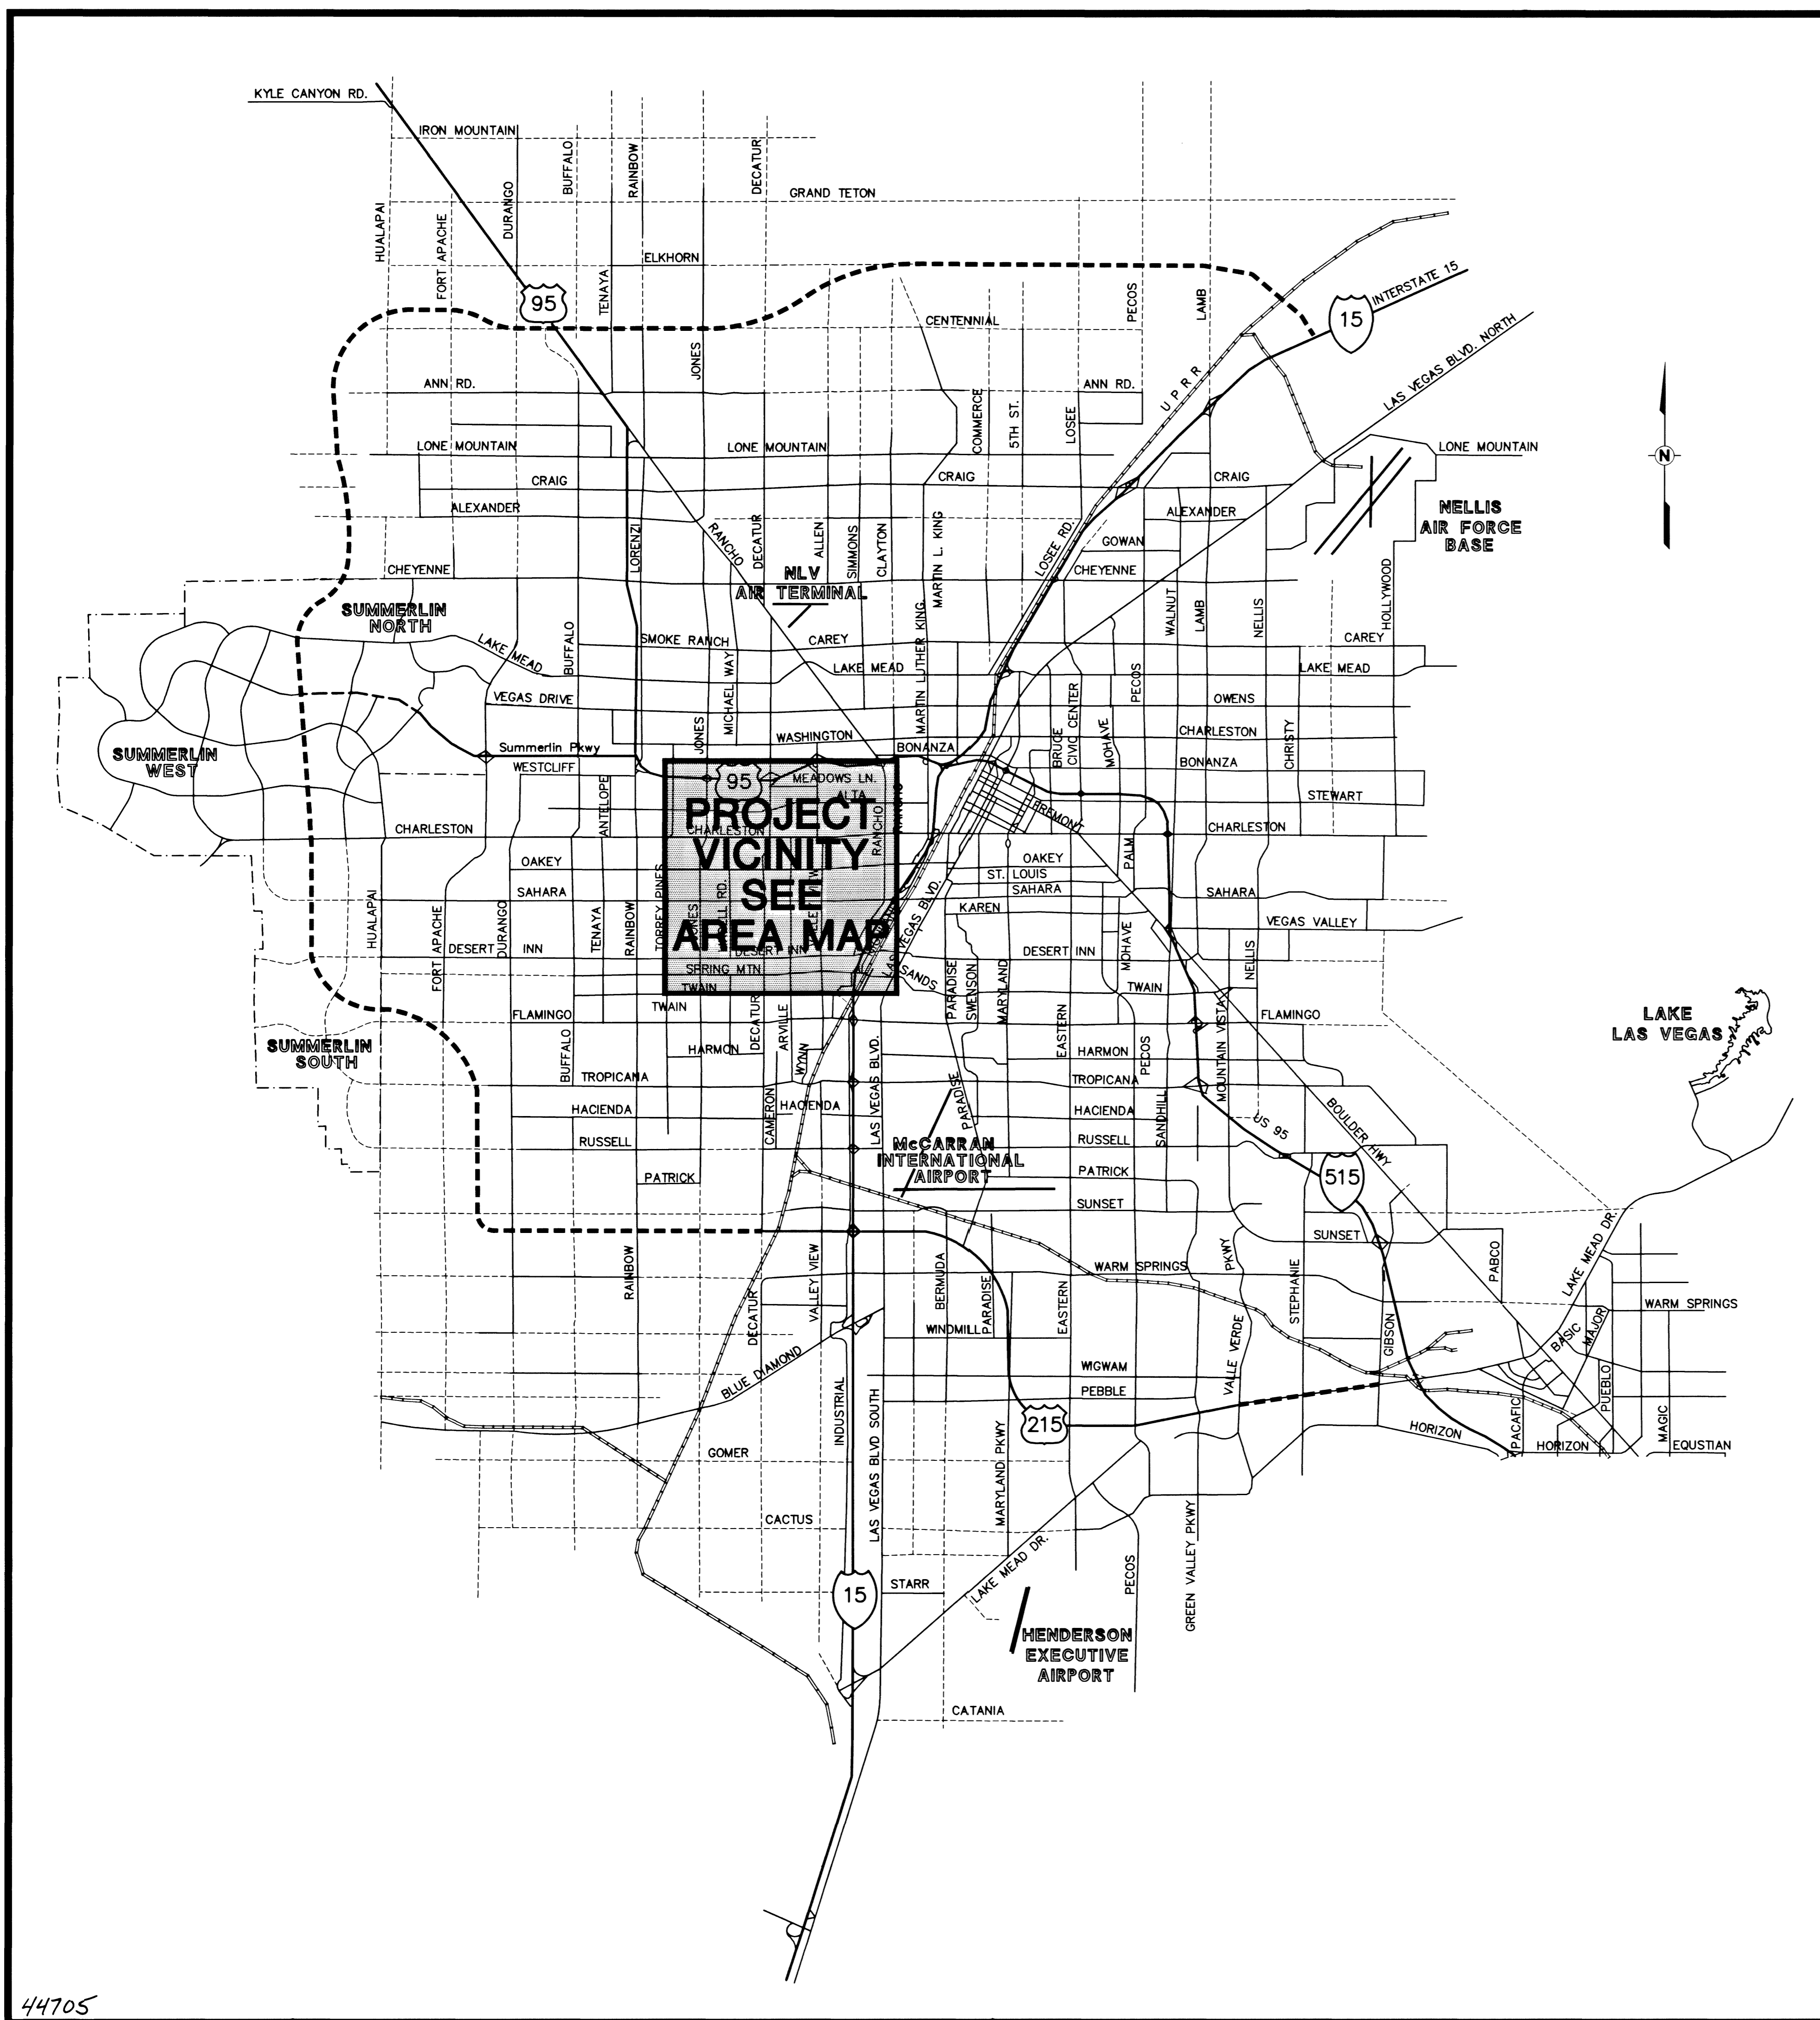 KYLE CANYON RD.
IRON MOUNTAIN
BUFFALO
RAINBOW
DECATUR
GRAND TETON
HUALAPAI
FORT APACHE
DURANGO
TENAYA
ELKHORN
95
PECOS
LAMB
INTERSTATE 15
15
CENTENNIAL
LAS VEGAS BLVD. NORTH
JONES
ANN RD.
ANN RD.
U P R R
COMMERCE
5TH ST.
LOSEE
N
LONE MOUNTAIN
LONE MOUNTAIN
LONE MOUNTAIN
CRAIG
CRAIG
CRAIG
ALEXANDER
ALEXANDER
NELLIS
AIR FORCE
BASE
LORENZI
RANCHO
DECATUR
ALLEN
SIMMONS
CLAYTON
MARTIN L. KING
LOSEE RD.
GOWAN
CHEYENNE
CHEYENNE
NLV
AIR TERMINAL
HOLLYWOOD
SUMMERLIN
NORTH
WALNUT
LAMB
NELLIS
LAKE MEAD
BUFFALO
SMOKE RANCH
CAREY
CAREY
MICHAEL WAY
LAKE MEAD
MARTIN LUTHER KING
LAKE MEAD
VEGAS DRIVE
PECOS
OWENS
JONES
WASHINGTON
BRUCE
CIVIC CENTER
MOHAVE
CHARLESTON
CHRISTY
SUMMERLIN
WEST
Summerlin Pkwy
BONANZA
BONANZA
WESTCLIFF
95
MEADOWS LN.
ALTA
ANTELOPE
STEWART
FREMONT
PROJECT
VICINITY
SEE
AREA MAP
CHARLESTON
CHARLESTON
CHARLESTON
RANCHO
RANCHO
OAKEY
OAKEY
PALM
ST. LOUIS
SAHARA
SAHARA
SAHARA
TORREY PINES
KAREN
HUALAPAI
FORT APACHE
DURANGO
TENAYA
RAINBOW
JONES
LAS VEGAS BLVD.
VEGAS VALLEY
DESERT INN
DESERT INN
DESERT INN
MOHAVE
NELLIS
SPRING MTN
SANDS
TWAIN
TWAIN
TWAIN
PARADISE
SWENSON
MARYLAND
FLAMINGO
FLAMINGO
DECATUR
ARVILLE
EASTERN
MOUNTAIN VISTA
LAKE
LAS VEGAS
SUMMERLIN
SOUTH
BUFFALO
HARMON
HARMON
WYNN
PECOS
TROPICANA
TROPICANA
LAS VEGAS BLVD.
PARADISE
HACIENDA
HACIENDA
HACIENDA
CAMERON
SANDHILL
US 95
BOULDER HWY
RUSSELL
RUSSELL
McCARRAN
INTERNATIONAL
AIRPORT
PATRICK
PATRICK
515
SUNSET
SUNSET
LAKE MEAD DR.
RAINBOW
VALLEY VIEW
BERMUDA
PARADISE
WARM SPRINGS
PKWY
STEPHANIE
PABCO
WARM SPRINGS
DECATUR
WINDMILL
EASTERN
VALLE VERDE
GIBSON
BASIC
MAJOR
BLUE DIAMOND
WIGWAM
PEBBLE
INDUSTRIAL
LAS VEGAS BLVD SOUTH
215
HORIZON
PACAFIC
HORIZON
PUEBLO
MAGIC
EQUSTIAN
GOMER
MARYLAND PKWY
CACTUS
LAKE MEAD DR.
PECOS
GREEN VALLEY PKWY
15
STARR
HENDERSON
EXECUTIVE
AIRPORT
CATANIA
44705